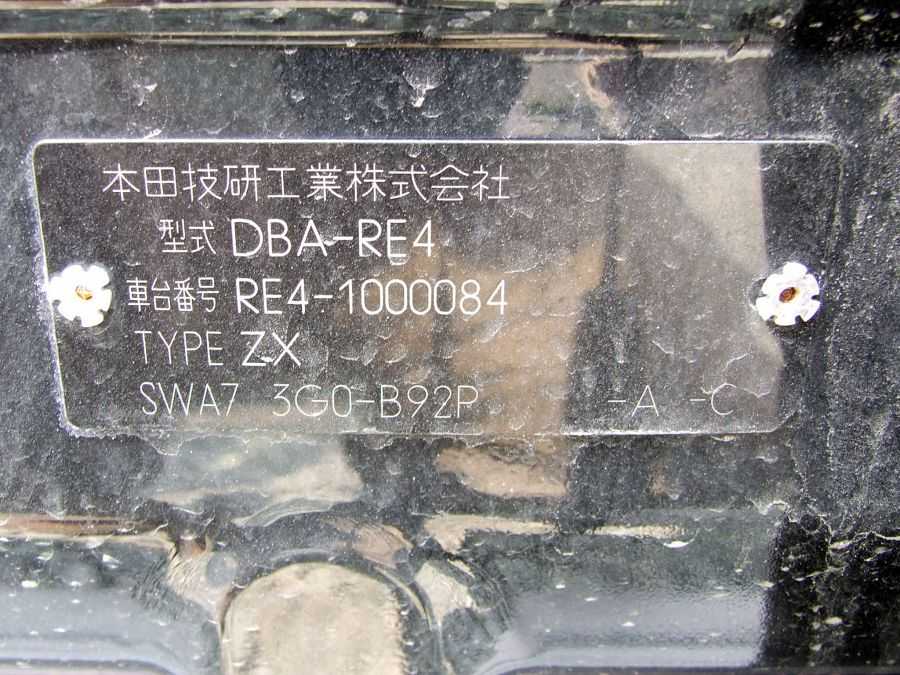 本田技研工業株式会社
型式 DBA-RE4
車台番号 RE4-1000084
TYPE ZX
SWA7 3G0-B92P -A -C